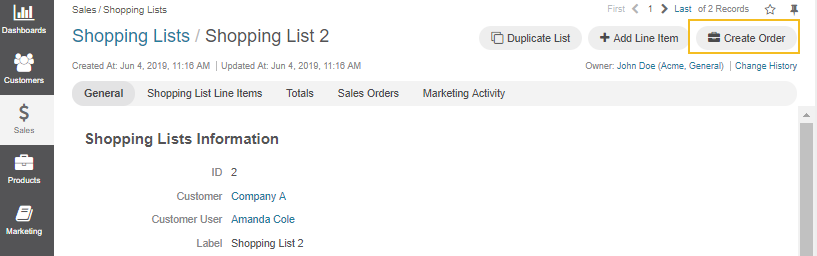 Dashboards
Customers
Sales
Products
Marketing
Sales / Shopping Lists
First 1 Last of 2 Records
Shopping Lists / Shopping List 2
Duplicate List
Add Line Item
Create Order
Created At: Jun 4, 2019, 11:16 AM | Updated At: Jun 4, 2019, 11:16 AM
Owner: John Doe (Acme, General) | Change History
General Shopping List Line Items Totals Sales Orders Marketing Activity
Shopping Lists Information
ID 2
Customer Company A
Customer User Amanda Cole
Label Shopping List 2